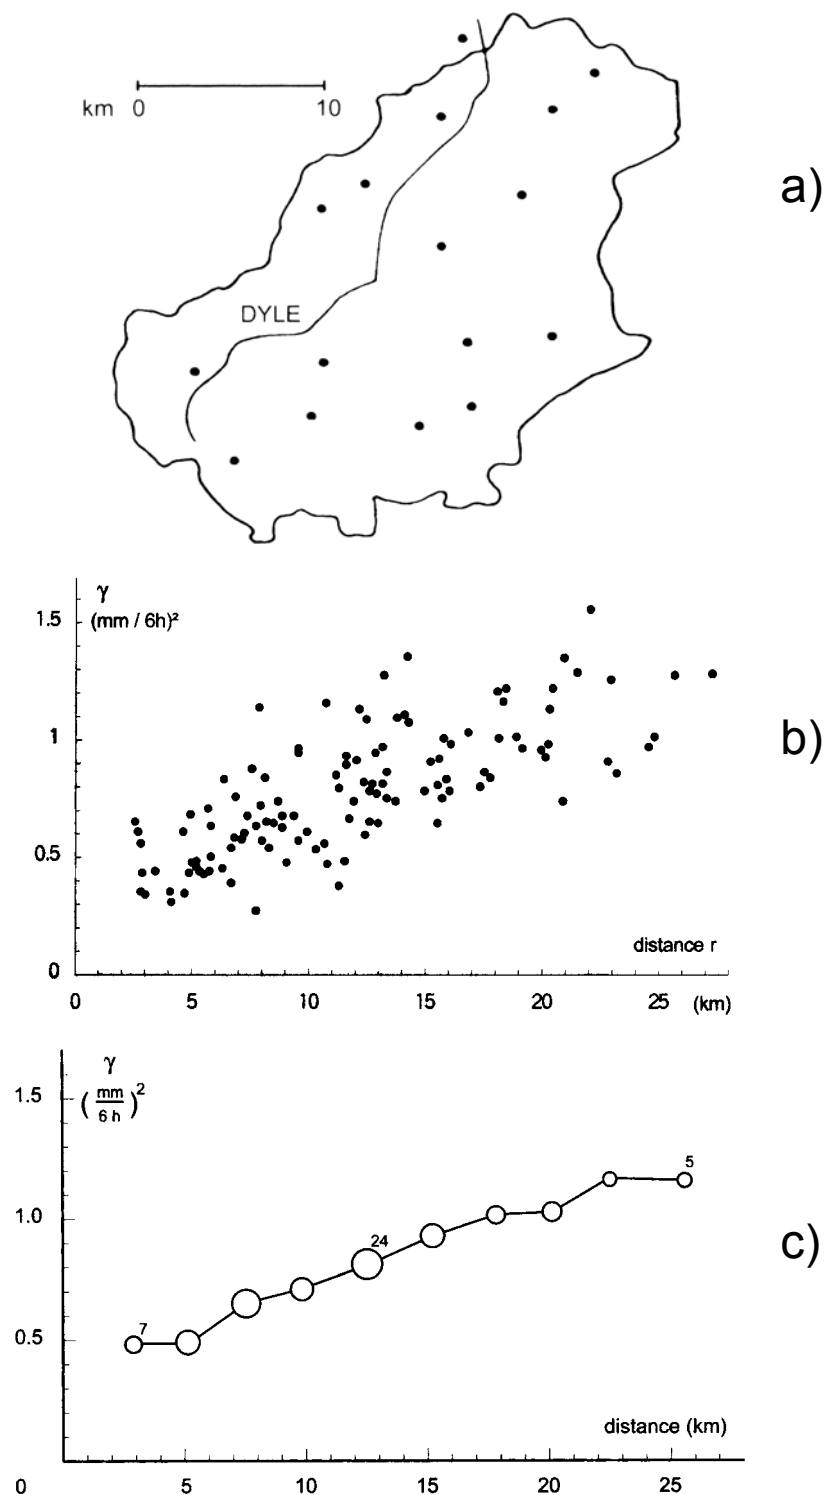 km 0 10
a)
DYLE
γ
(mm / 6h)²
1.5
1
0.5
0
b)
distance r
0 5 10 15 20 25 (km)
γ
(mm/6 h)²
1.5
1.0
0.5
7
24
5
c)
distance (km)
0 5 10 15 20 25